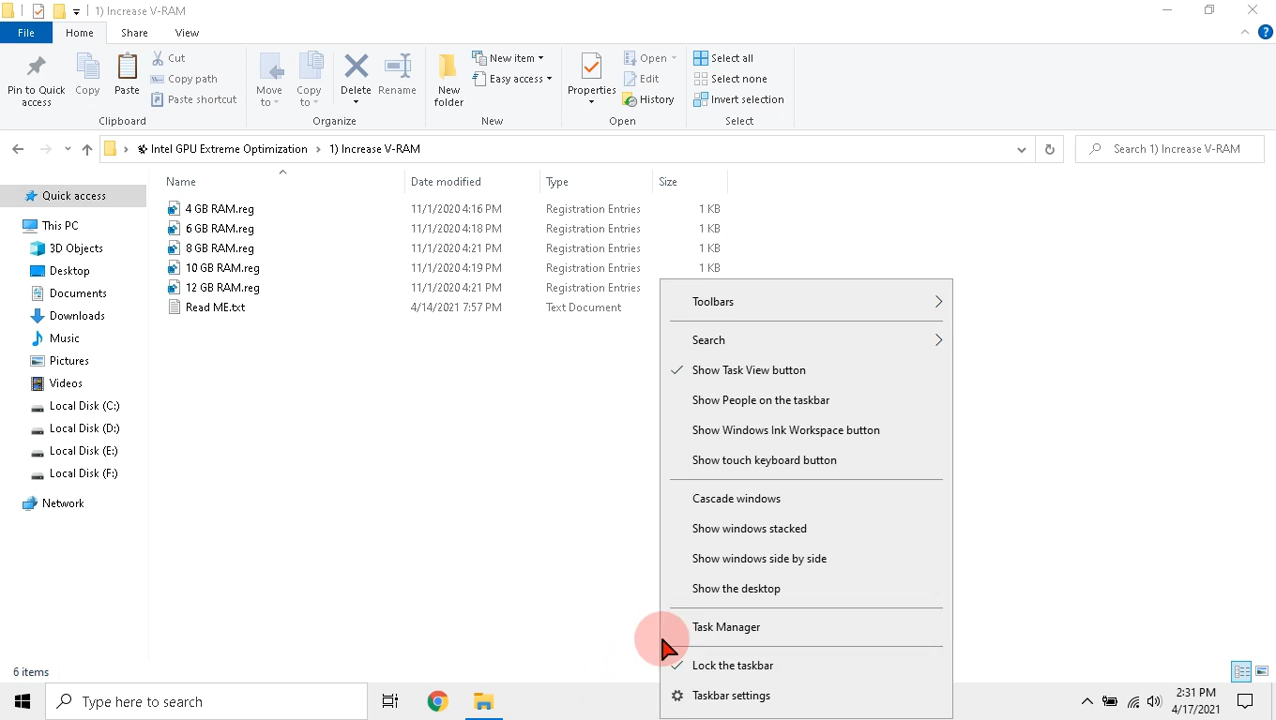 1) Increase V-RAM
File Home Share View
Pin to Quick access
Copy
Paste
Cut
Copy path
Paste shortcut
Clipboard
Move to
Copy to
Delete
Rename
Organize
New folder
New item
Easy access
New
Properties
Open
Edit
History
Open
Select all
Select none
Invert selection
Select
Intel GPU Extreme Optimization 1) Increase V-RAM
Search 1) Increase V-RAM
Name Date modified Type Size
4 GB RAM.reg 11/1/2020 4:16 PM Registration Entries 1 KB
6 GB RAM.reg 11/1/2020 4:18 PM Registration Entries 1 KB
8 GB RAM.reg 11/1/2020 4:21 PM Registration Entries 1 KB
10 GB RAM.reg 11/1/2020 4:19 PM Registration Entries 1 KB
12 GB RAM.reg 11/1/2020 4:21 PM Registration Entries
Read ME.txt 4/14/2021 7:57 PM Text Document
Quick access
This PC
3D Objects
Desktop
Documents
Downloads
Music
Pictures
Videos
Local Disk (C:)
Local Disk (D:)
Local Disk (E:)
Local Disk (F:)
Network
Toolbars
Search
Show Task View button
Show People on the taskbar
Show Windows Ink Workspace button
Show touch keyboard button
Cascade windows
Show windows stacked
Show windows side by side
Show the desktop
Task Manager
Lock the taskbar
Taskbar settings
6 items
Type here to search
2:31 PM
4/17/2021